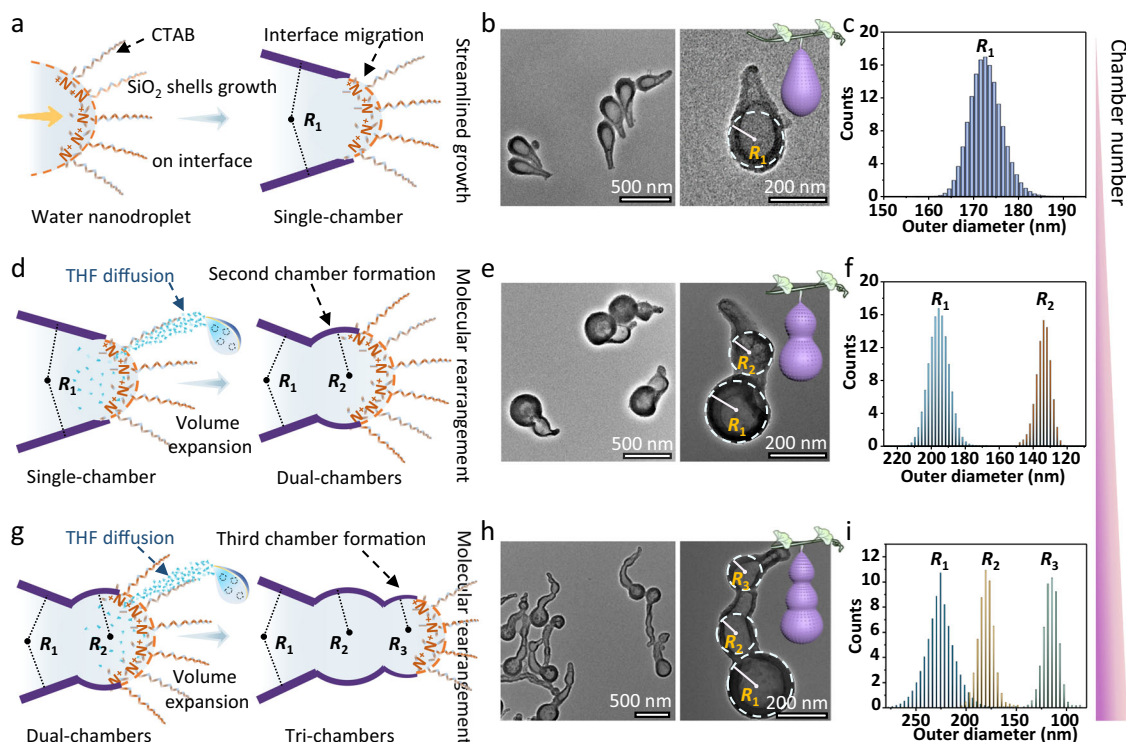 a
CTAB
Interface migration
SiO₂ shells growth
on interface
N⁺
N⁺
N⁺
N⁺
N⁺
R₁
N⁺
N⁺
N⁺
N⁺
N⁺
Water nanodroplet
Single-chamber
Streamlined growth
b
500 nm
R₁
200 nm
c
R₁
Counts
20
16
12
8
4
0
150 160 170 180 190
Outer diameter (nm)
Chamber number
d
THF diffusion
Second chamber formation
R₁
N⁺
N⁺
N⁺
N⁺
N⁺
Volume
expansion
R₁
R₂
N⁺
N⁺
N⁺
N⁺
N⁺
Single-chamber
Dual-chambers
Molecular rearrangement
e
500 nm
R₂
R₁
200 nm
f
R₁ R₂
Counts
20
16
12
8
4
0
220 200 180 160 140 120
Outer diameter (nm)
g
THF diffusion
Third chamber formation
R₁
R₂
N⁺
N⁺
N⁺
N⁺
N⁺
Volume
expansion
R₁
R₂
R₃
N⁺
N⁺
N⁺
N⁺
N⁺
Dual-chambers
Tri-chambers
Molecular rearrangement
h
500 nm
R₃
R₂
R₁
200 nm
i
R₁ R₂ R₃
Counts
12
10
8
6
4
2
0
250 200 150 100
Outer diameter (nm)